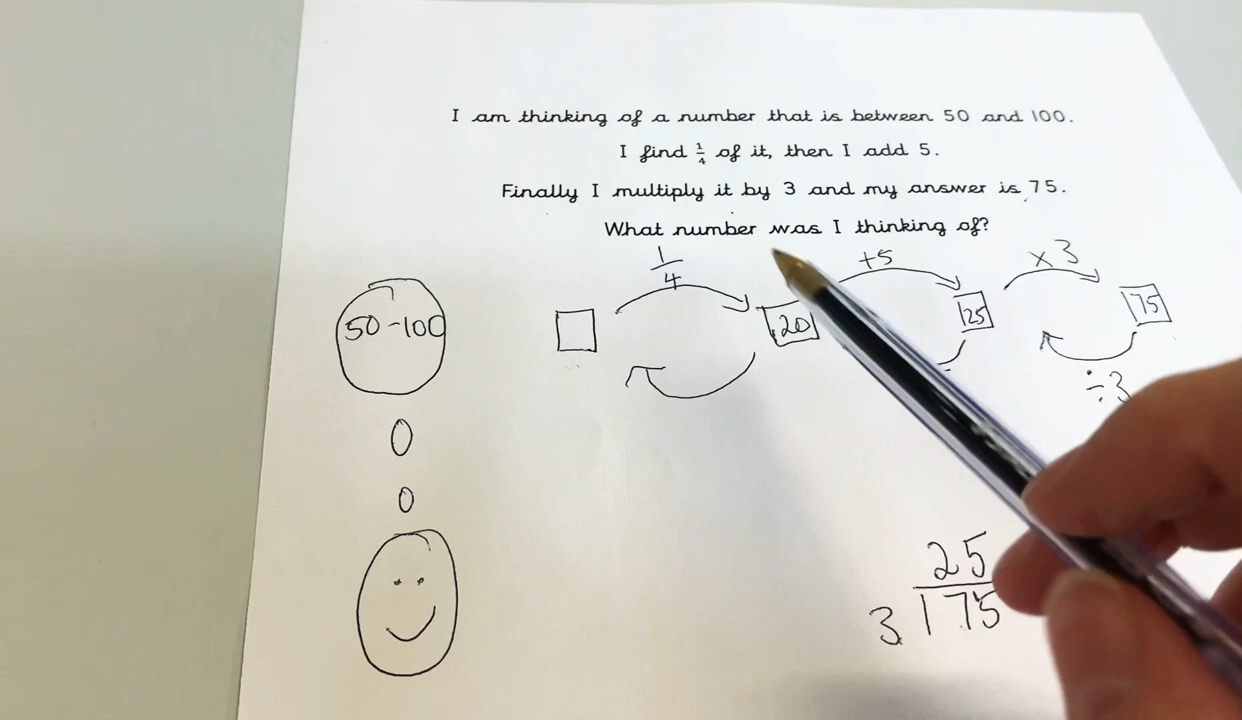 I am thinking of a number that is between 50 and 100.
I find 1/4 of it, then I add 5.
Finally I multiply it by 3 and my answer is 75.
What number was I thinking of?
1/4 +5 ×3
50-100 20 25 75
÷3
25
3 75